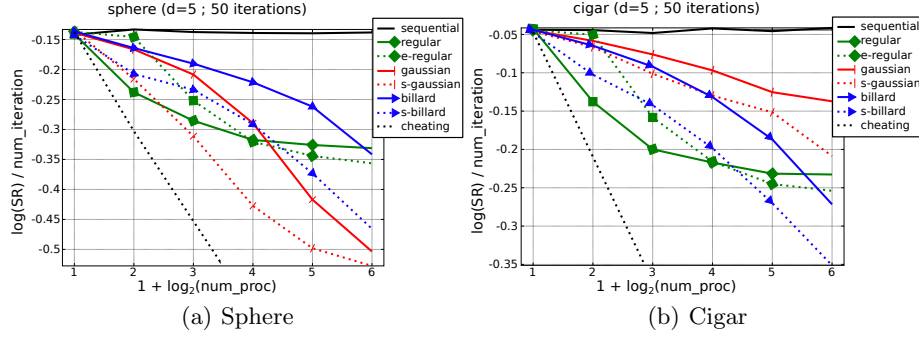 sphere (d=5 ; 50 iterations)
-0.15
-0.2
-0.25
-0.3
-0.35
-0.4
-0.45
-0.5
log(SR) / num_iteration
1 2 3 4 5 6
1 + log2(num_proc)
sequential
regular
e-regular
gaussian
s-gaussian
billard
s-billard
cheating
(a) Sphere
cigar (d=5 ; 50 iterations)
-0.05
-0.1
-0.15
-0.2
-0.25
-0.3
-0.35
log(SR) / num_iteration
1 2 3 4 5 6
1 + log2(num_proc)
sequential
regular
e-regular
gaussian
s-gaussian
billard
s-billard
cheating
(b) Cigar